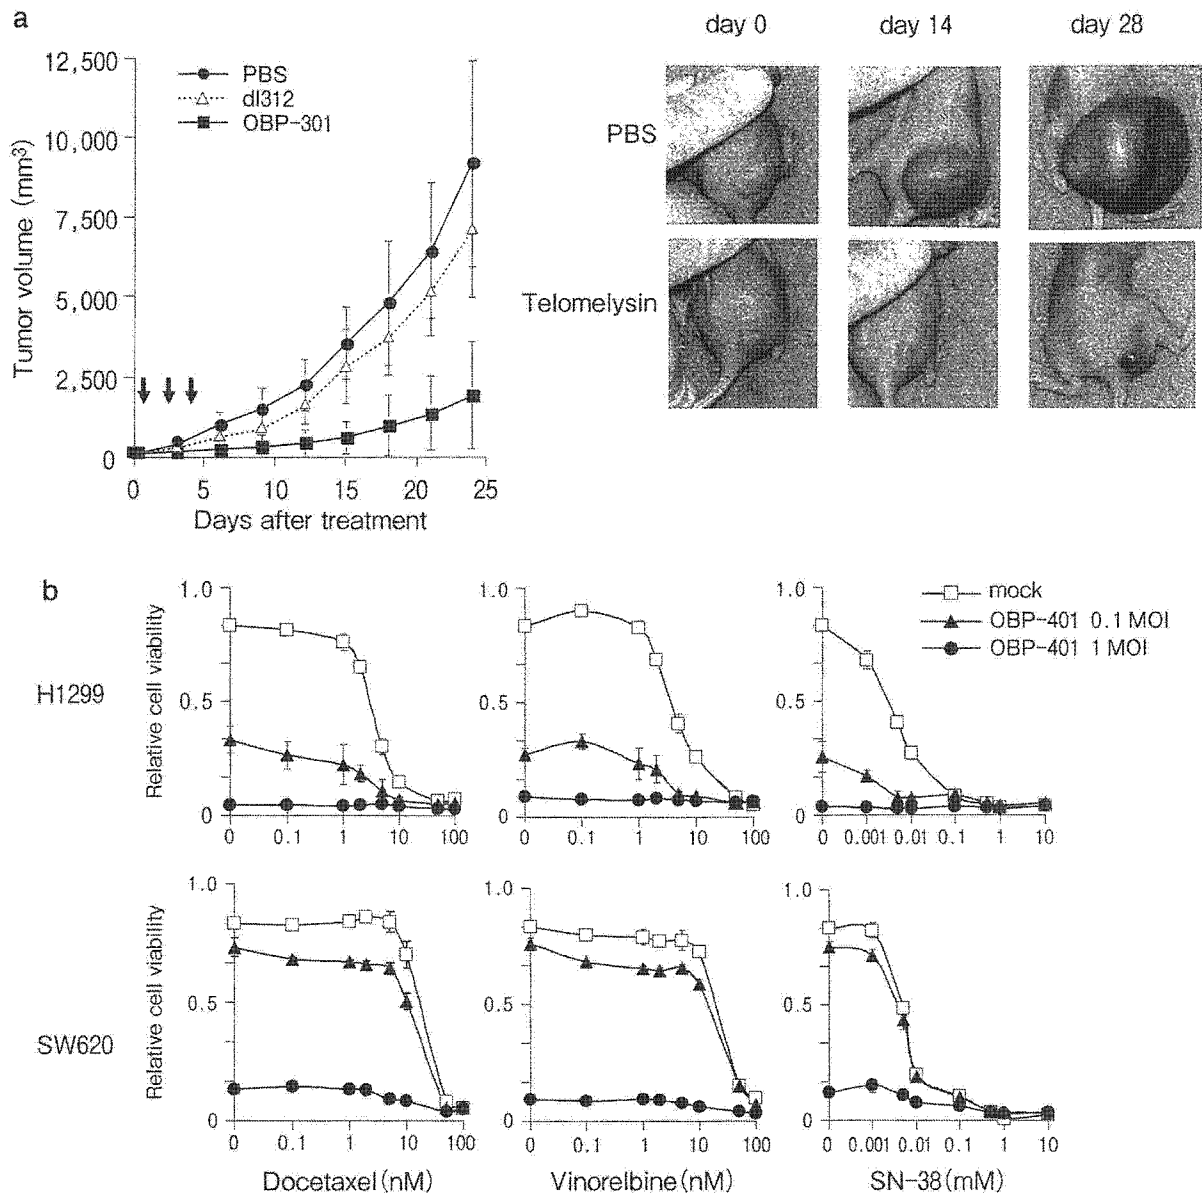 a
day 0 day 14 day 28
12,500
10,000
7,500
5,000
2,500
0
Tumor volume (mm³)
PBS
dl312
OBP-301
0 5 10 15 20 25
Days after treatment
PBS
Telomelysin
b
H1299
Relative cell viability
1.0
0.5
0
0 0.1 1 10 100
1.0
0.5
0
0 0.1 1 10 100
1.0
0.5
0
0 0.001 0.01 0.1 1 10
mock
OBP-401 0.1 MOI
OBP-401 1 MOI
SW620
Relative cell viability
1.0
0.5
0
0 0.1 1 10 100
Docetaxel (nM)
1.0
0.5
0
0 0.1 1 10 100
Vinorelbine (nM)
1.0
0.5
0
0 0.001 0.01 0.1 1 10
SN-38 (mM)